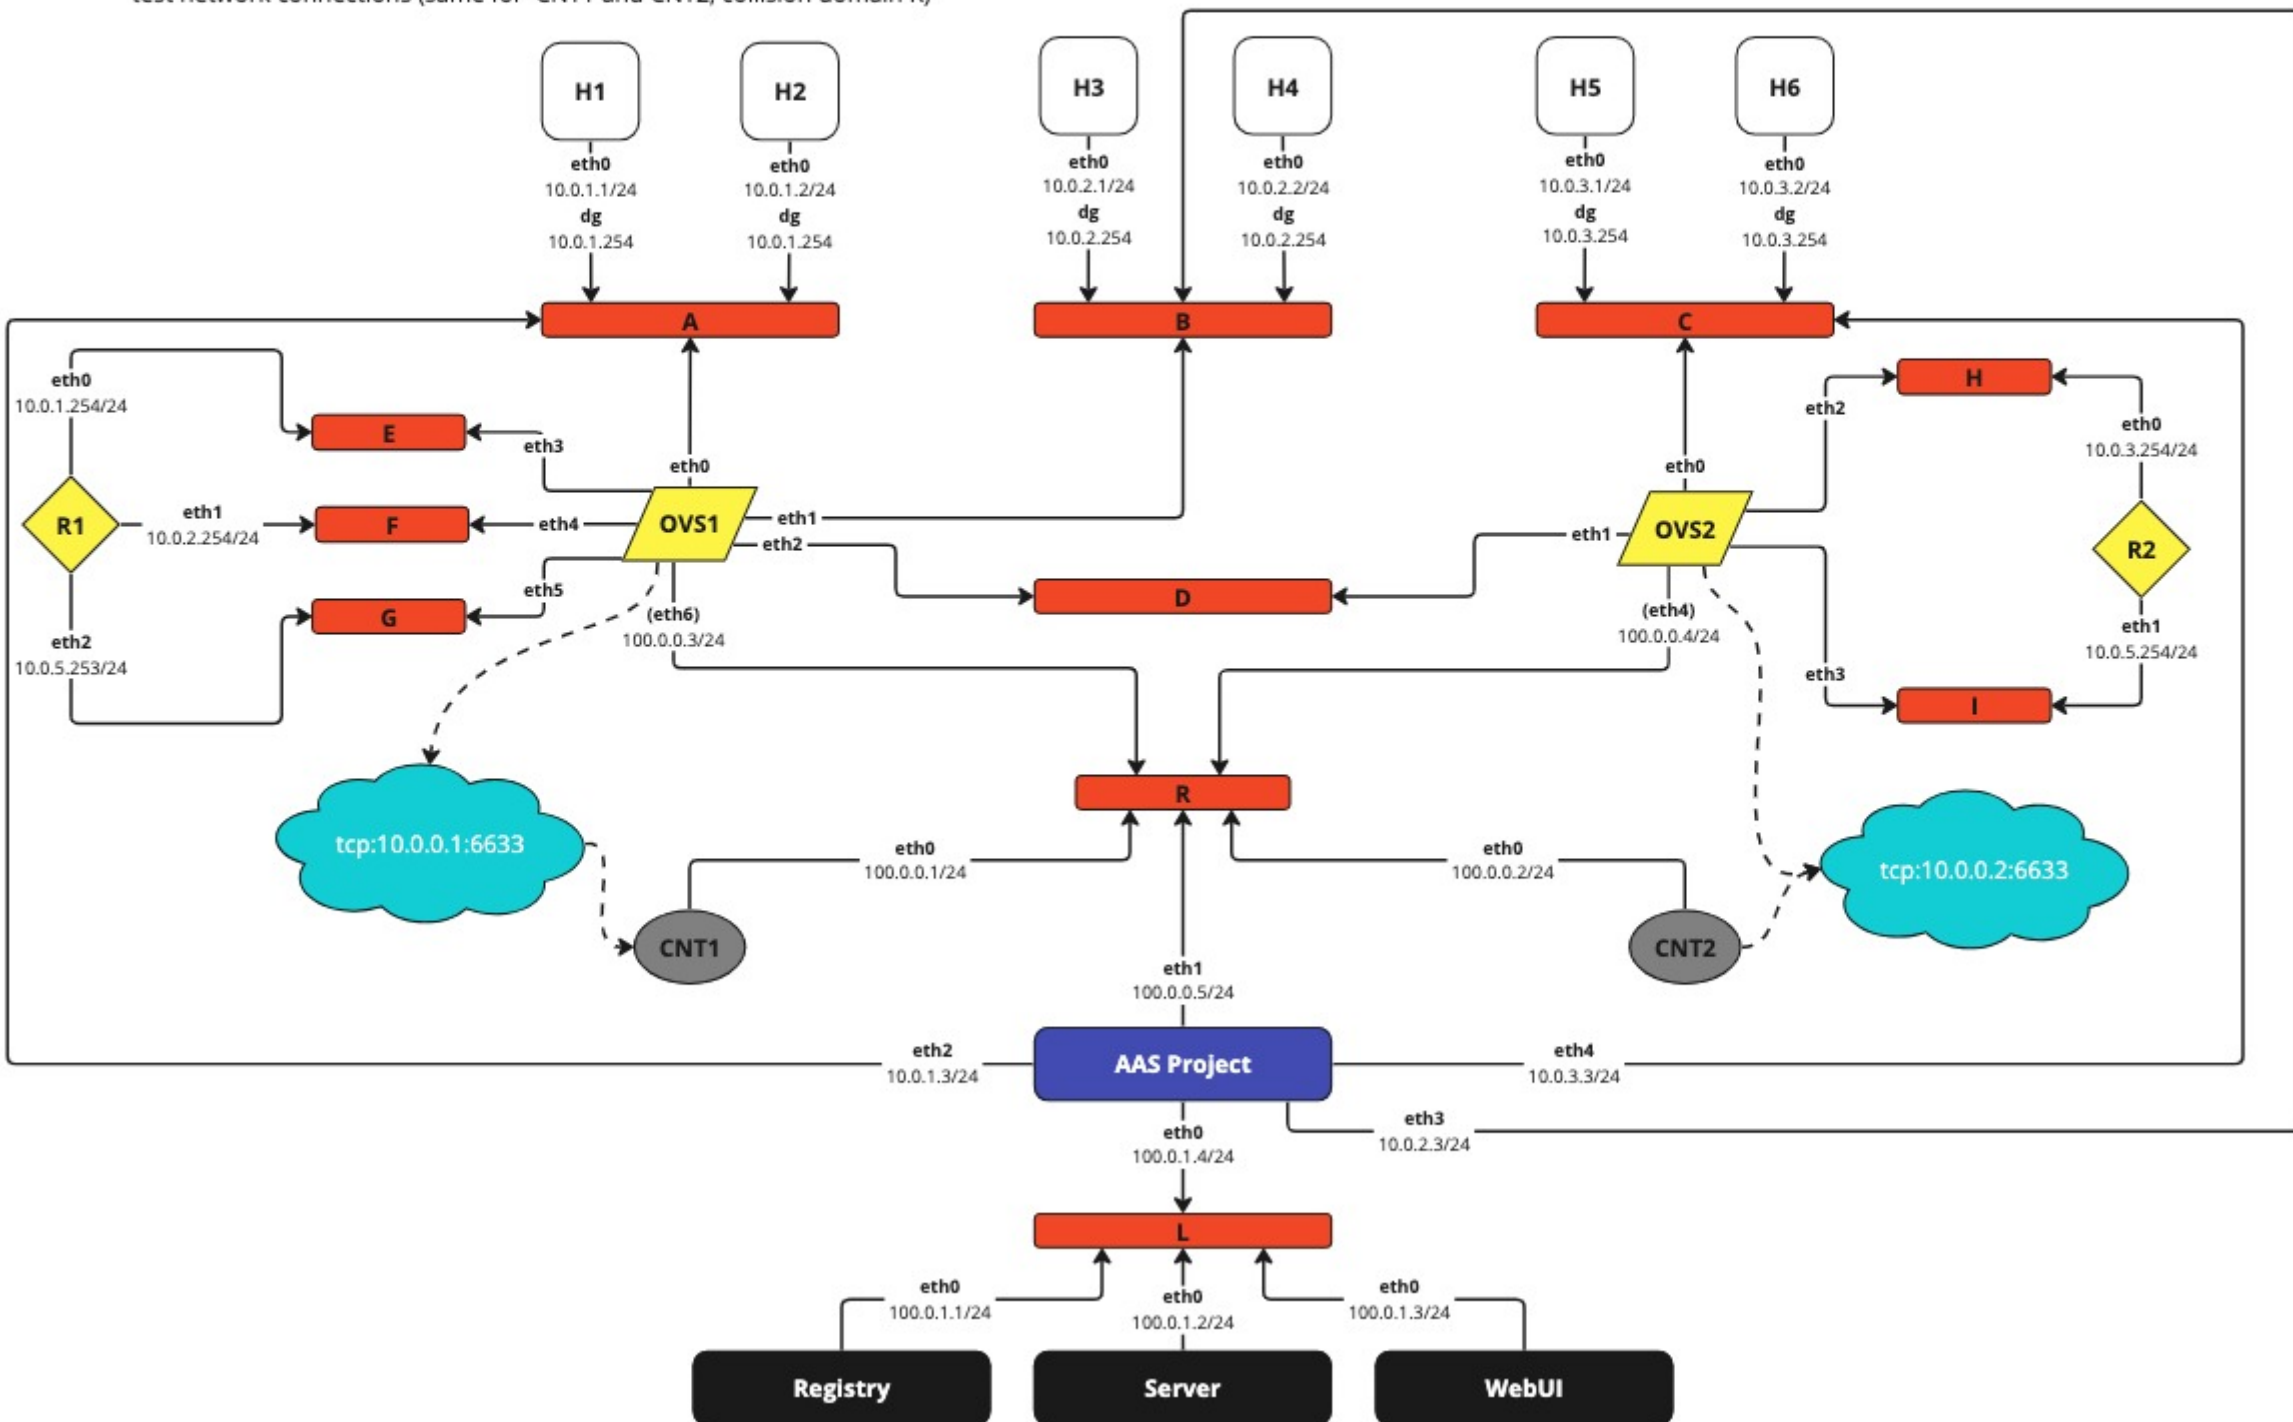 test network connections (same for CNT1 and CNT2, collision domain R)
H1
H2
H3
H4
H5
H6
eth0
10.0.1.1/24
dg
10.0.1.254
eth0
10.0.1.2/24
dg
10.0.1.254
eth0
10.0.2.1/24
dg
10.0.2.254
eth0
10.0.2.2/24
dg
10.0.2.254
eth0
10.0.3.1/24
dg
10.0.3.254
eth0
10.0.3.2/24
dg
10.0.3.254
A
B
C
eth0
10.0.1.254/24
E
eth3
eth0
R1
eth1
10.0.2.254/24
F
eth4
OVS1
eth1
eth2
G
eth5
eth2
10.0.5.253/24
(eth6)
100.0.0.3/24
D
eth0
eth1
OVS2
eth2
H
eth0
10.0.3.254/24
R2
(eth4)
100.0.0.4/24
eth3
eth1
10.0.5.254/24
I
R
tcp:10.0.0.1:6633
tcp:10.0.0.2:6633
eth0
100.0.0.1/24
eth0
100.0.0.2/24
CNT1
CNT2
eth1
100.0.0.5/24
eth2
10.0.1.3/24
AAS Project
eth4
10.0.3.3/24
eth3
10.0.2.3/24
eth0
100.0.1.4/24
L
eth0
100.0.1.1/24
eth0
100.0.1.2/24
eth0
100.0.1.3/24
Registry
Server
WebUI